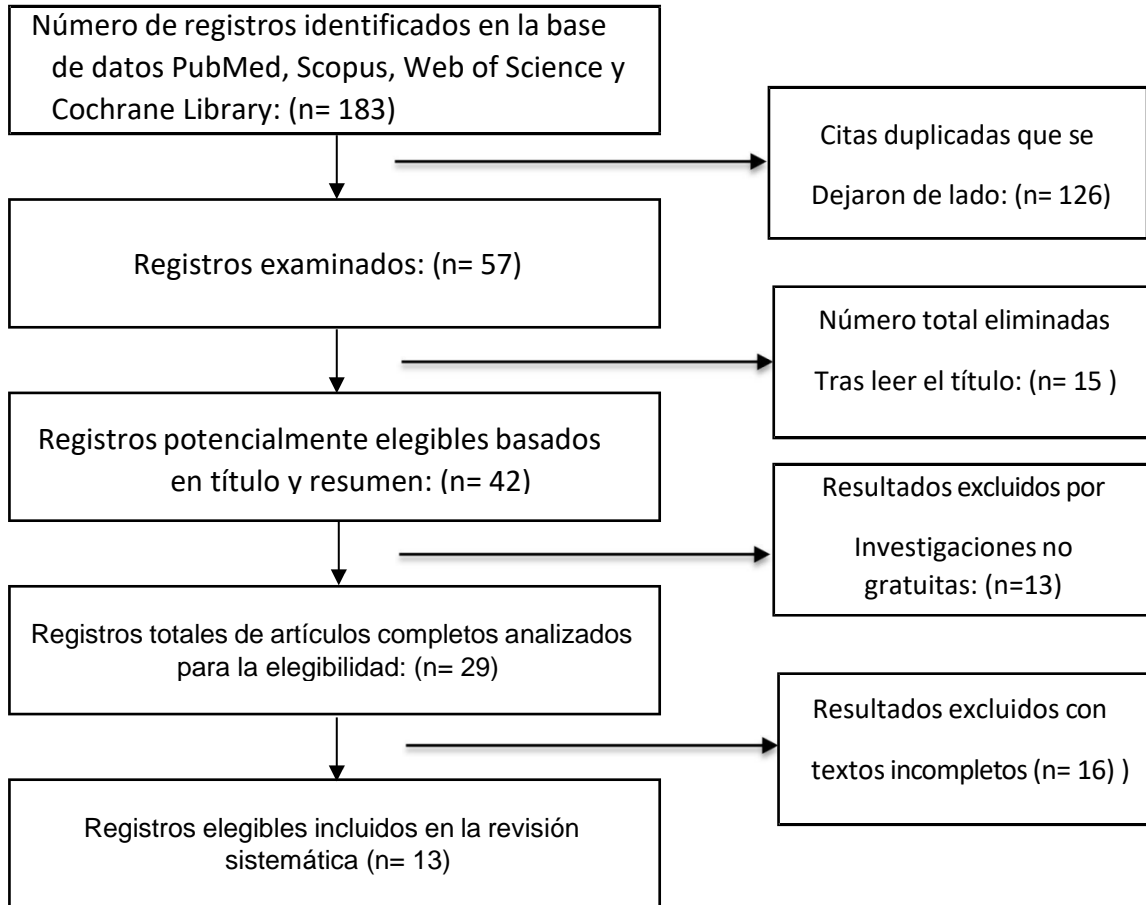 Número de registros identificados en la base
de datos PubMed, Scopus, Web of Science y
Cochrane Library: (n= 183)
Citas duplicadas que se
Dejaron de lado: (n= 126)
Registros examinados: (n= 57)
Número total eliminadas
Tras leer el título: (n= 15 )
Registros potencialmente elegibles basados
en título y resumen: (n= 42)
Resultados excluidos por
Investigaciones no
gratuitas: (n=13)
Registros totales de artículos completos analizados
para la elegibilidad: (n= 29)
Resultados excluidos con
textos incompletos (n= 16) )
Registros elegibles incluidos en la revisión
sistemática (n= 13)